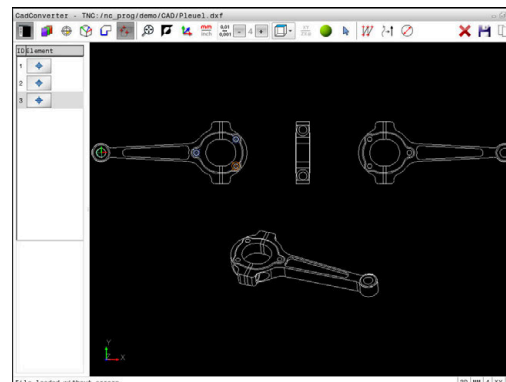 CadConverter - TNC:/nc_prog/demo/CAD/Pleuel.dxf
mm
inch
0.01
0.001
- 4 +
ID Element
1
2
3
Y
X
File loaded without errors